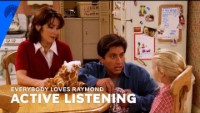 EVERYBODY LOVES RAYMOND
ACTIVE LISTENING